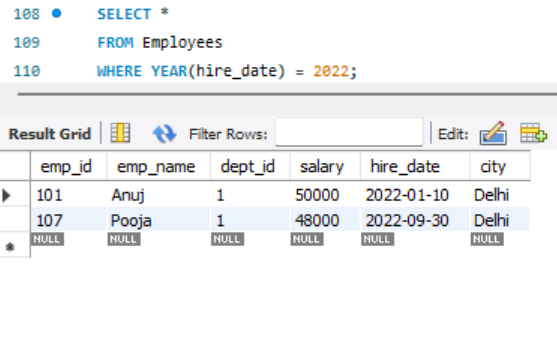 108 SELECT *
109 FROM Employees
110 WHERE YEAR(hire_date) = 2022;
Result Grid Filter Rows: Edit:
emp_id emp_name dept_id salary hire_date city
101 Anuj 1 50000 2022-01-10 Delhi
107 Pooja 1 48000 2022-09-30 Delhi
NULL NULL NULL NULL NULL NULL